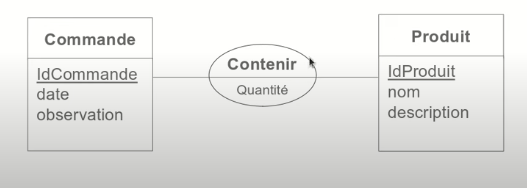 Commande
IdCommande
date
observation
Contenir
Quantité
Produit
IdProduit
nom
description